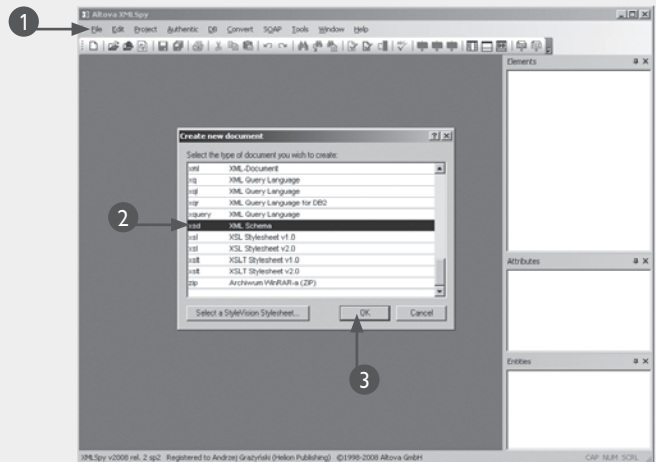 1
Altova XMLSpy
File Edit Project Authentic DB Convert SOAP Tools Window Help
Elements
Create new document
Select the type of document you wish to create:
xml XML-Document
xq XML Query Language
xql XML Query Language
xqr XML Query Language for DB2
xquery XML Query Language
2
xsd XML Schema
xsl XSL Stylesheet v1.0
xsl XSL Stylesheet v2.0
xslt XSLT Stylesheet v1.0
xslt XSLT Stylesheet v2.0
zip Archiwum WinRAR-a (ZIP)
Attributes
Select a StyleVision Stylesheet... OK Cancel
3
Entities
XMLSpy v2008 rel. 2 sp2 Registered to Andrzej Grażyński (Helion Publishing) ©1998-2008 Altova GmbH CAP NUM SCRL